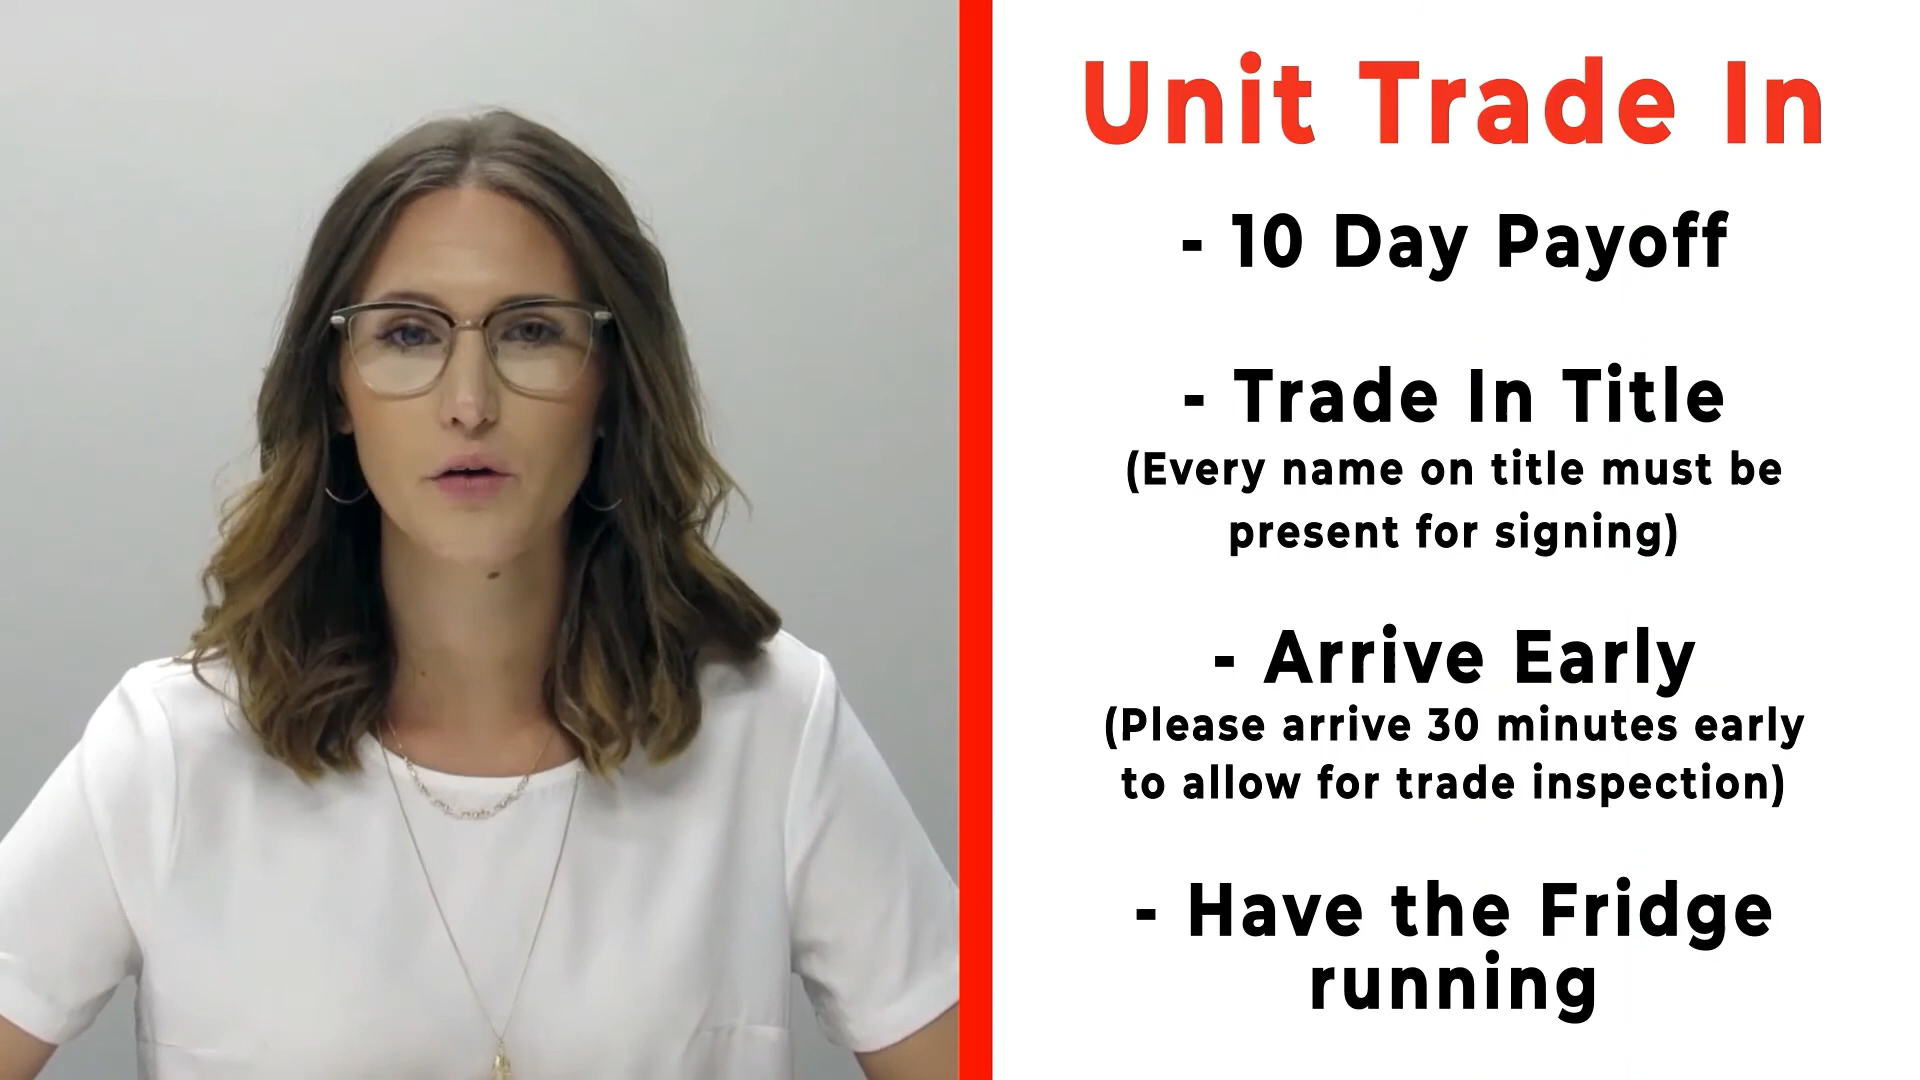 Unit Trade In
- 10 Day Payoff
- Trade In Title
(Every name on title must be
present for signing)
- Arrive Early
(Please arrive 30 minutes early
to allow for trade inspection)
- Have the Fridge
running